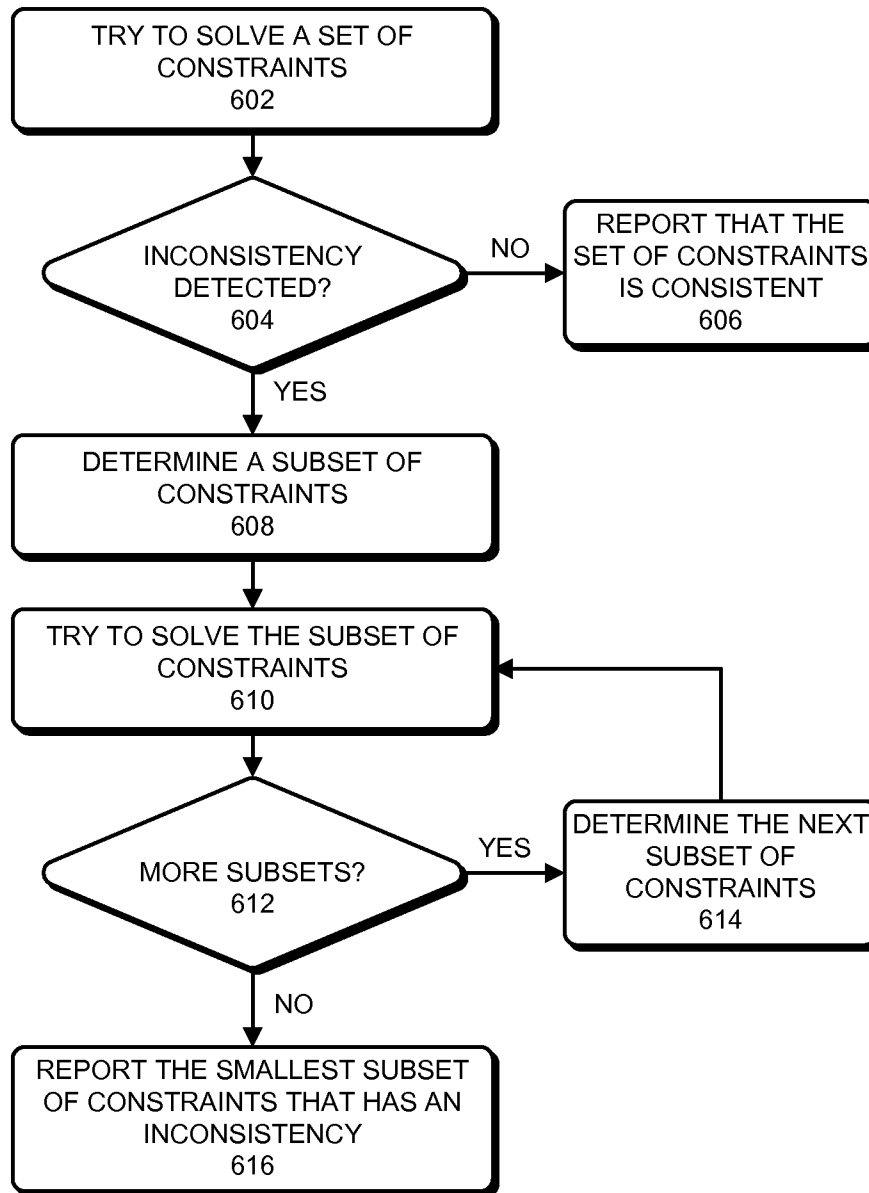 TRY TO SOLVE A SET OF
CONSTRAINTS
602
INCONSISTENCY
DETECTED?
604
NO
REPORT THAT THE
SET OF CONSTRAINTS
IS CONSISTENT
606
YES
DETERMINE A SUBSET OF
CONSTRAINTS
608
TRY TO SOLVE THE SUBSET OF
CONSTRAINTS
610
MORE SUBSETS?
612
YES
DETERMINE THE NEXT
SUBSET OF
CONSTRAINTS
614
NO
REPORT THE SMALLEST SUBSET
OF CONSTRAINTS THAT HAS AN
INCONSISTENCY
616